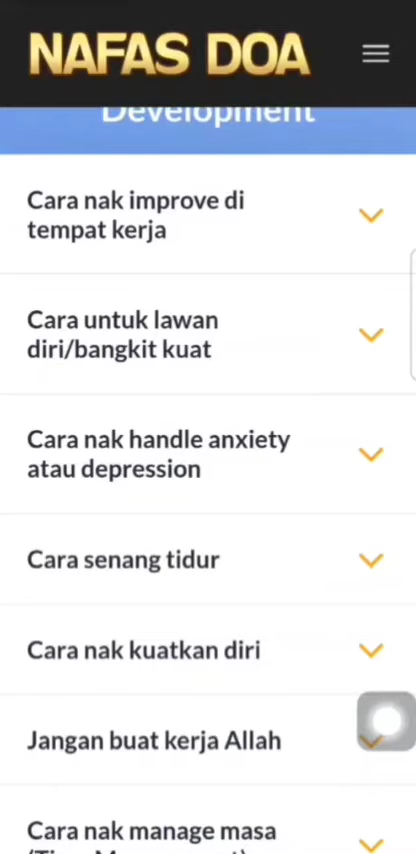 NAFAS DOA
Development
Cara nak improve di
tempat kerja
Cara untuk lawan
diri/bangkit kuat
Cara nak handle anxiety
atau depression
Cara senang tidur
Cara nak kuatkan diri
Jangan buat kerja Allah
Cara nak manage masa